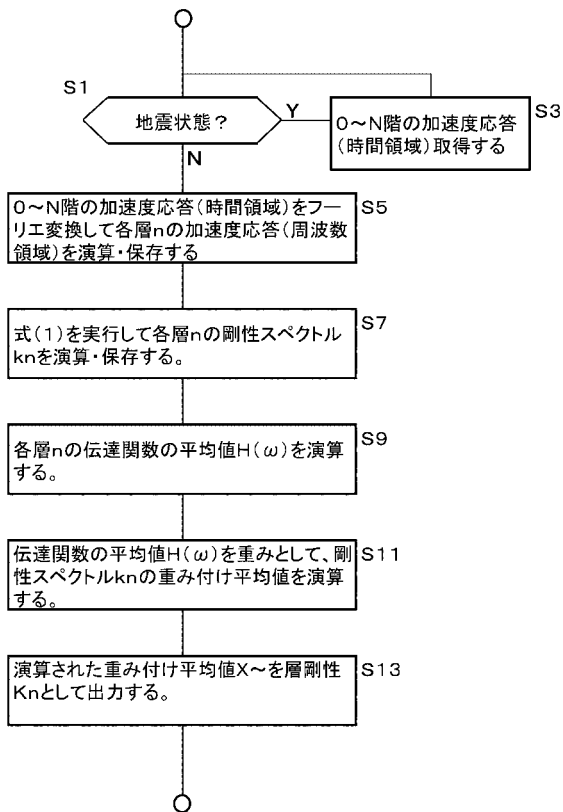 S1
地震状態?
Y
N
0~N階の加速度応答
(時間領域)取得する
S3
0~N階の加速度応答(時間領域)をフー
リエ変換して各層nの加速度応答(周波数
領域)を演算・保存する
S5
式(1)を実行して各層nの剛性スペクトル
knを演算・保存する。
S7
各層nの伝達関数の平均値H(ω)を演算
する。
S9
伝達関数の平均値H(ω)を重みとして、剛
性スペクトルknの重み付け平均値を演算
する。
S11
演算された重み付け平均値X~を層剛性
Knとして出力する。
S13